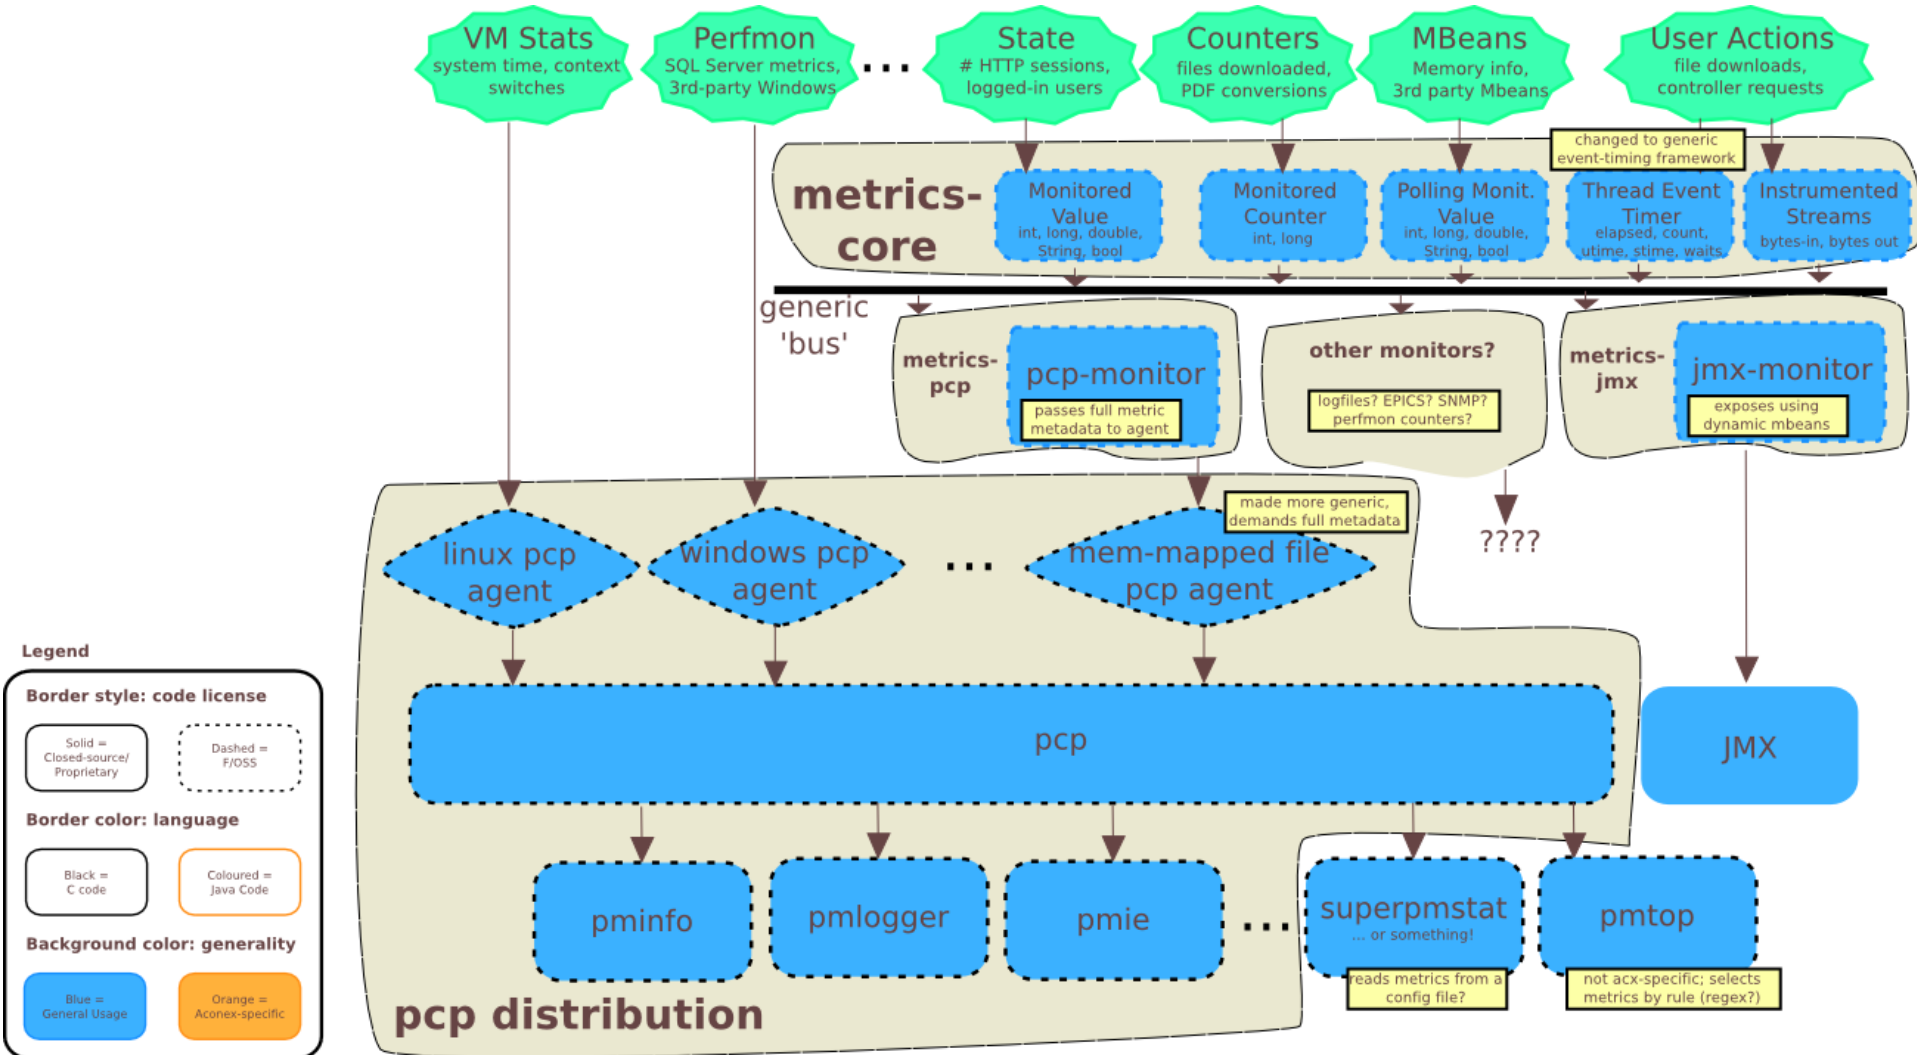 VM Stats
system time, context
switches
Perfmon
SQL Server metrics,
3rd-party Windows
...
State
# HTTP sessions,
logged-in users
Counters
files downloaded,
PDF conversions
MBeans
Memory info,
3rd party Mbeans
User Actions
file downloads,
controller requests
changed to generic
event-timing framework
metrics-
core
Monitored
Value
int, long, double,
String, bool
Monitored
Counter
int, long
Polling Monit.
Value
int, long, double,
String, bool
Thread Event
Timer
elapsed, count,
utime, stime, waits
Instrumented
Streams
bytes-in, bytes out
generic
'bus'
metrics-
pcp
pcp-monitor
passes full metric
metadata to agent
other monitors?
logfiles? EPICS? SNMP?
perfmon counters?
metrics-
jmx
jmx-monitor
exposes using
dynamic mbeans
made more generic,
demands full metadata
????
linux pcp
agent
windows pcp
agent
...
mem-mapped file
pcp agent
pcp
JMX
pminfo
pmlogger
pmie
...
superpmstat
... or something!
reads metrics from a
config file?
pmtop
not acx-specific; selects
metrics by rule (regex?)
pcp distribution
Legend
Border style: code license
Solid =
Closed-source/
Proprietary
Dashed =
F/OSS
Border color: language
Black =
C code
Coloured =
Java Code
Background color: generality
Blue =
General Usage
Orange =
Aconex-specific